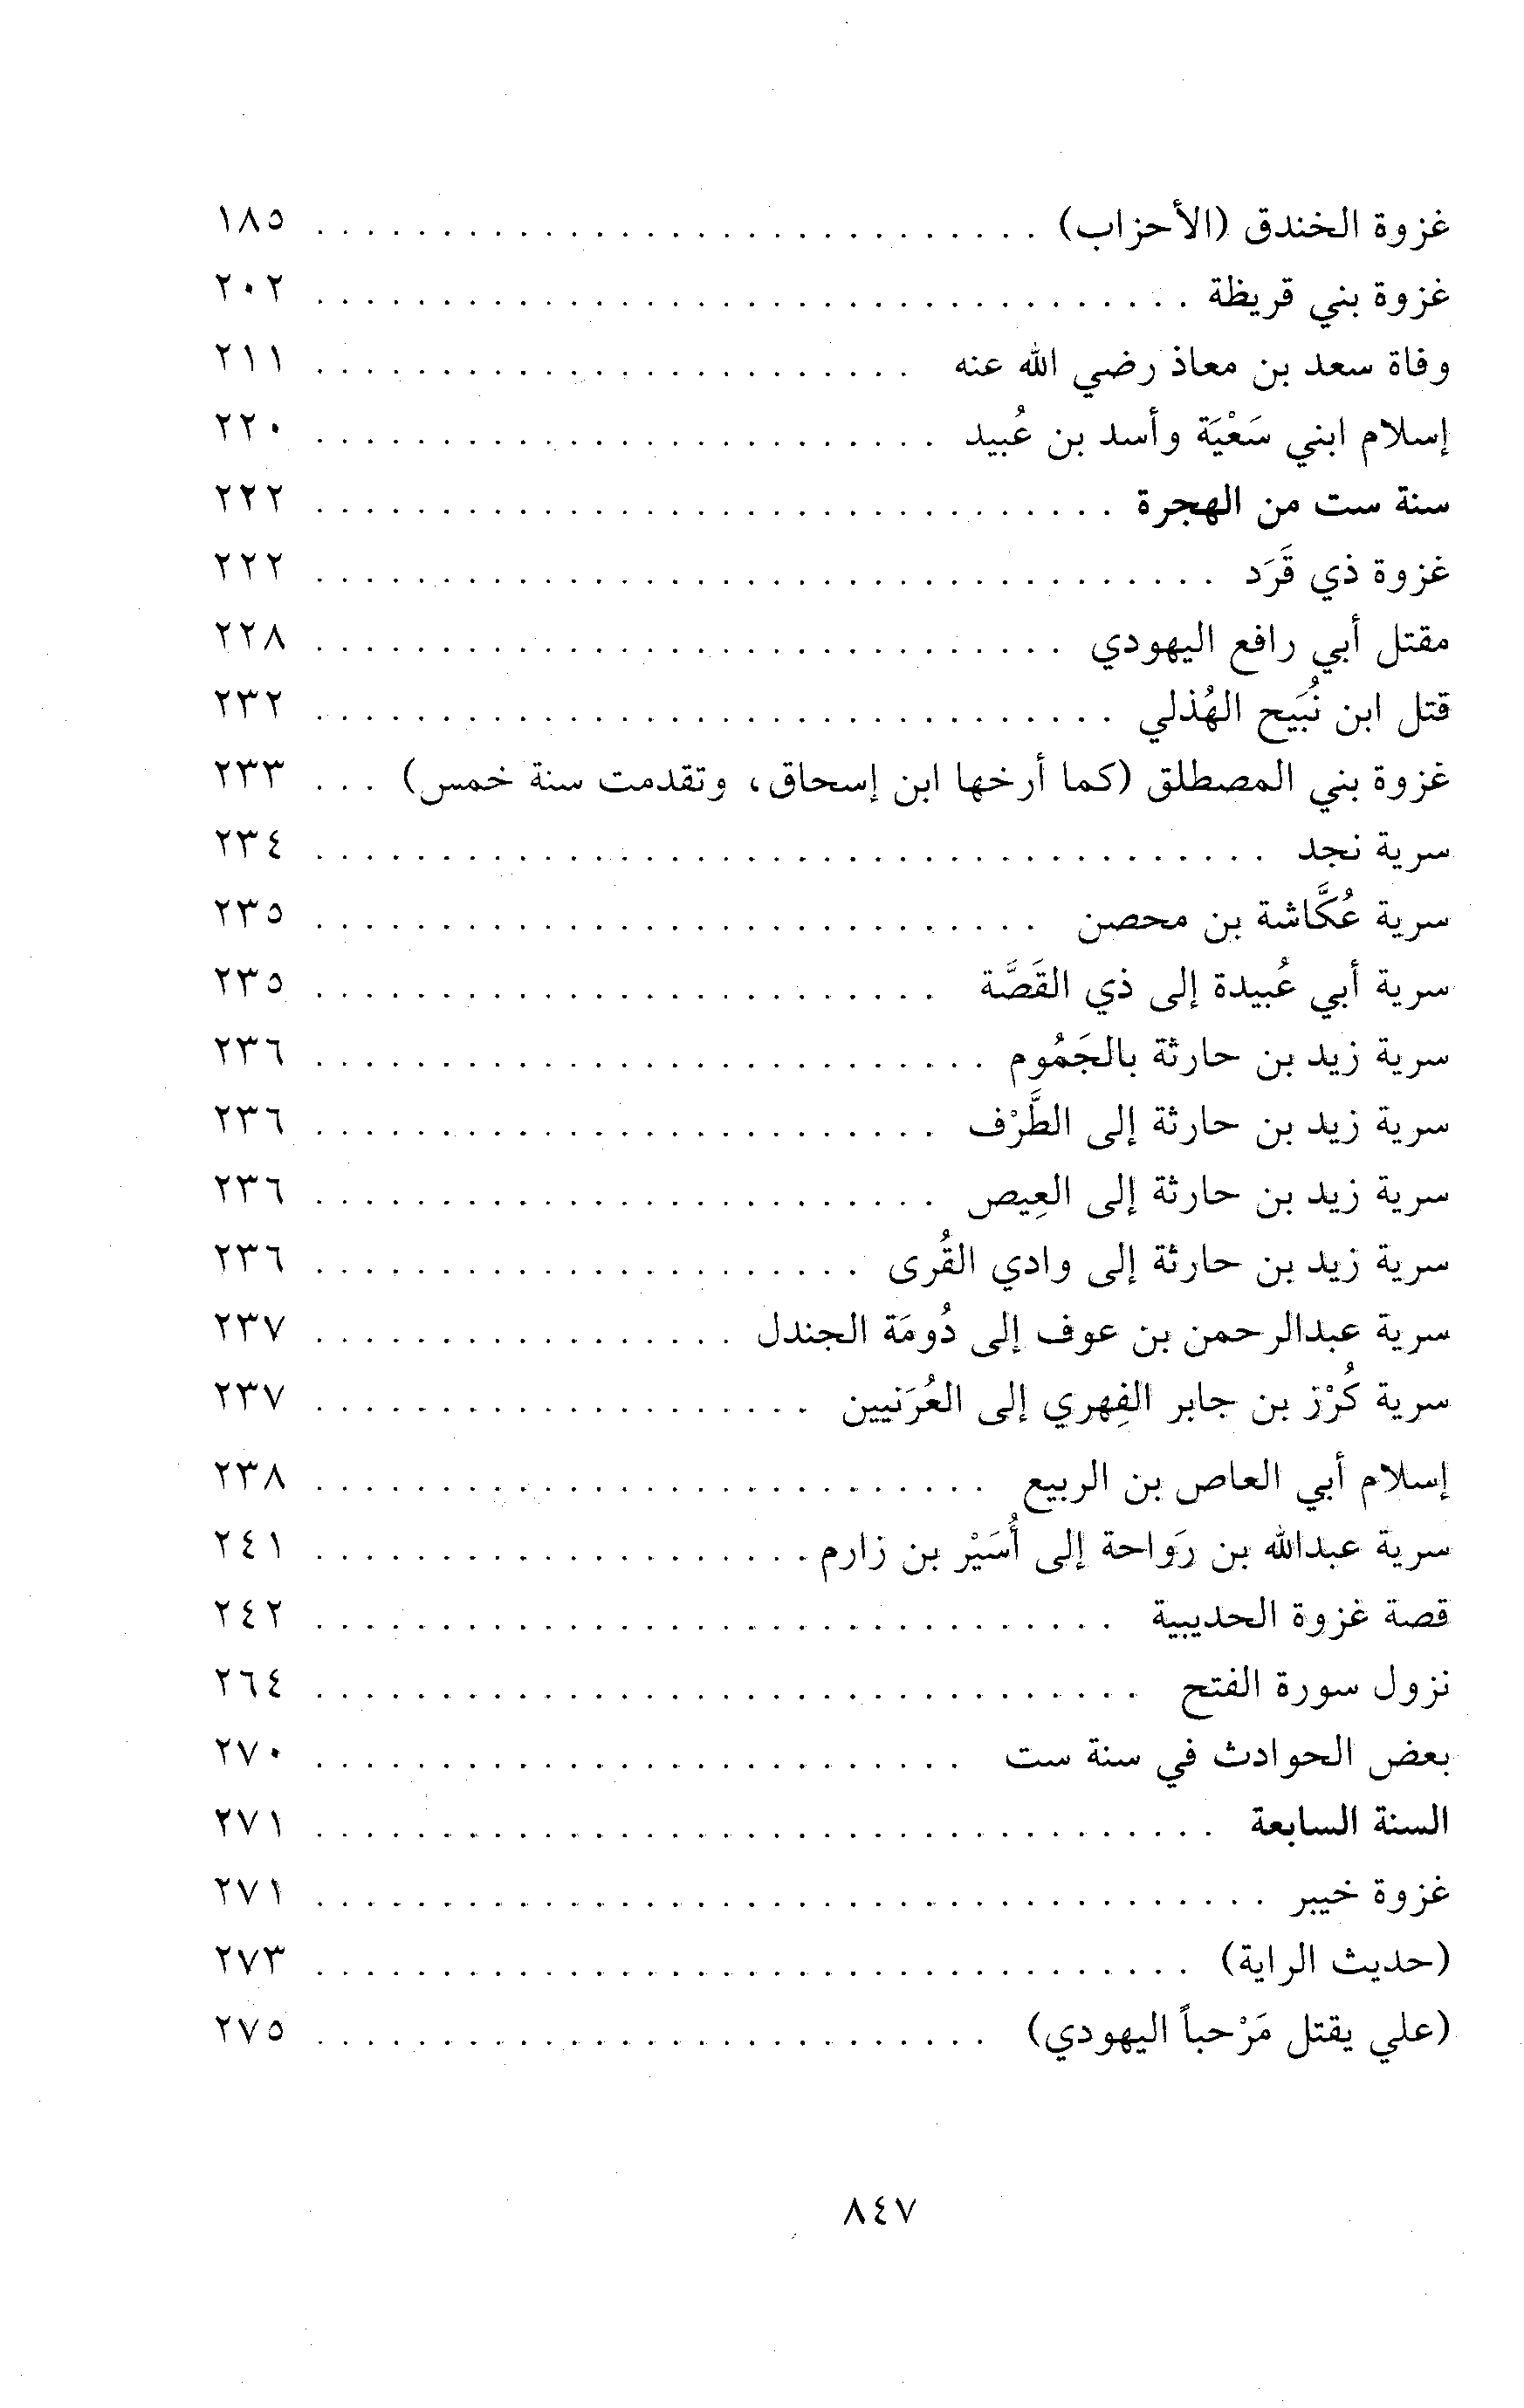 غزوة الخندق (الأحزاب) . . . . . . . . . . . . . . . . . . . . . . . . . . . . . ١٨٥
غزوة بني قريظة . . . . . . . . . . . . . . . . . . . . . . . . . . . . . . . . . . . ٢٠٢
وفاة سعد بن معاذ رضي الله عنه . . . . . . . . . . . . . . . . . . . . . . . . ٢١١
إسلام ابني سَعْيَة وأسد بن عُبيد . . . . . . . . . . . . . . . . . . . . . . . . . ٢٢٠
سنة ست من الهجرة . . . . . . . . . . . . . . . . . . . . . . . . . . . . . . . . ٢٢٢
غزوة ذي قَرَد . . . . . . . . . . . . . . . . . . . . . . . . . . . . . . . . . . . . ٢٢٢
مقتل أبي رافع اليهودي . . . . . . . . . . . . . . . . . . . . . . . . . . . . . . ٢٢٨
قتل ابن نُبَيح الهُذلي . . . . . . . . . . . . . . . . . . . . . . . . . . . . . . . . ٢٣٢
غزوة بني المصطلق (كما أرخها ابن إسحاق، وتقدمت سنة خمس) . . . ٢٣٣
سرية نجد . . . . . . . . . . . . . . . . . . . . . . . . . . . . . . . . . . . . . . ٢٣٤
سرية عُكَّاشة بن محصن . . . . . . . . . . . . . . . . . . . . . . . . . . . . . ٢٣٥
سرية أبي عُبيدة إلى ذي القَصَّة . . . . . . . . . . . . . . . . . . . . . . . . . ٢٣٥
سرية زيد بن حارثة بالجَمُوم . . . . . . . . . . . . . . . . . . . . . . . . . . . ٢٣٦
سرية زيد بن حارثة إلى الطَّرْف . . . . . . . . . . . . . . . . . . . . . . . . . ٢٣٦
سرية زيد بن حارثة إلى العِيص . . . . . . . . . . . . . . . . . . . . . . . . . ٢٣٦
سرية زيد بن حارثة إلى وادي القُرى . . . . . . . . . . . . . . . . . . . . . . ٢٣٦
سرية عبدالرحمن بن عوف إلى دُومَة الجندل . . . . . . . . . . . . . . . . . ٢٣٧
سرية كُرْز بن جابر الفِهري إلى العُرَنيين . . . . . . . . . . . . . . . . . . . . ٢٣٧
إسلام أبي العاص بن الربيع . . . . . . . . . . . . . . . . . . . . . . . . . . . ٢٣٨
سرية عبدالله بن رَواحة إلى أُسَيْر بن زارم . . . . . . . . . . . . . . . . . . . . ٢٤١
قصة غزوة الحديبية . . . . . . . . . . . . . . . . . . . . . . . . . . . . . . . . ٢٤٢
نزول سورة الفتح . . . . . . . . . . . . . . . . . . . . . . . . . . . . . . . . . ٢٦٤
بعض الحوادث في سنة ست . . . . . . . . . . . . . . . . . . . . . . . . . . ٢٧٠
السنة السابعة . . . . . . . . . . . . . . . . . . . . . . . . . . . . . . . . . . . . ٢٧١
غزوة خيبر . . . . . . . . . . . . . . . . . . . . . . . . . . . . . . . . . . . . . . ٢٧١
(حديث الراية) . . . . . . . . . . . . . . . . . . . . . . . . . . . . . . . . . . . ٢٧٣
(علي يقتل مَرْحباً اليهودي) . . . . . . . . . . . . . . . . . . . . . . . . . . . ٢٧٥
٨٤٧